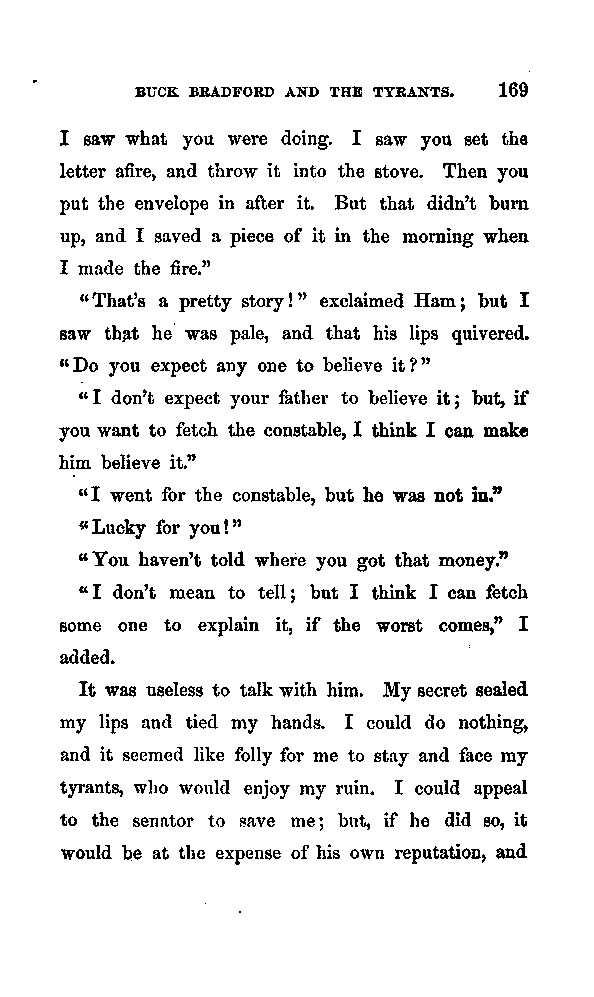 BUCK BRADFORD AND THE TYRANTS. 169
I saw what you were doing. I saw you set the
letter afire, and throw it into the stove. Then you
put the envelope in after it. But that didn't burn
up, and I saved a piece of it in the morning when
I made the fire."
"That's a pretty story!" exclaimed Ham; but I
saw that he was pale, and that his lips quivered.
"Do you expect any one to believe it?"
"I don't expect your father to believe it; but, if
you want to fetch the constable, I think I can make
him believe it."
"I went for the constable, but he was not in."
"Lucky for you!"
"You haven't told where you got that money."
"I don't mean to tell; but I think I can fetch
some one to explain it, if the worst comes," I
added.
It was useless to talk with him. My secret sealed
my lips and tied my hands. I could do nothing,
and it seemed like folly for me to stay and face my
tyrants, who would enjoy my ruin. I could appeal
to the senator to save me; but, if he did so, it
would be at the expense of his own reputation, and